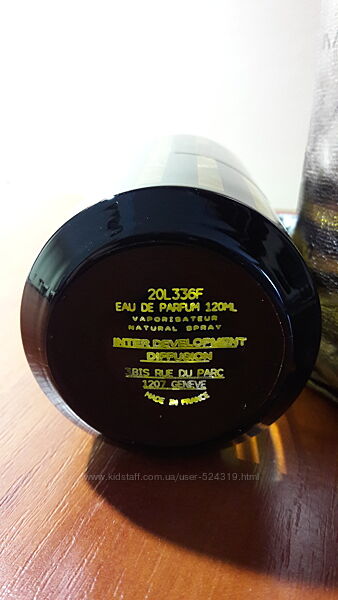 20L336F
EAU DE PARFUM 120ML
VAPORISATEUR
NATURAL SPRAY
INTER DEVELOPMENT
DIFFUSION
3BIS RUE DU PARC
1207 GENEVE
MADE IN FRANCE
www.kidstaff.com.ua/user-524319.html